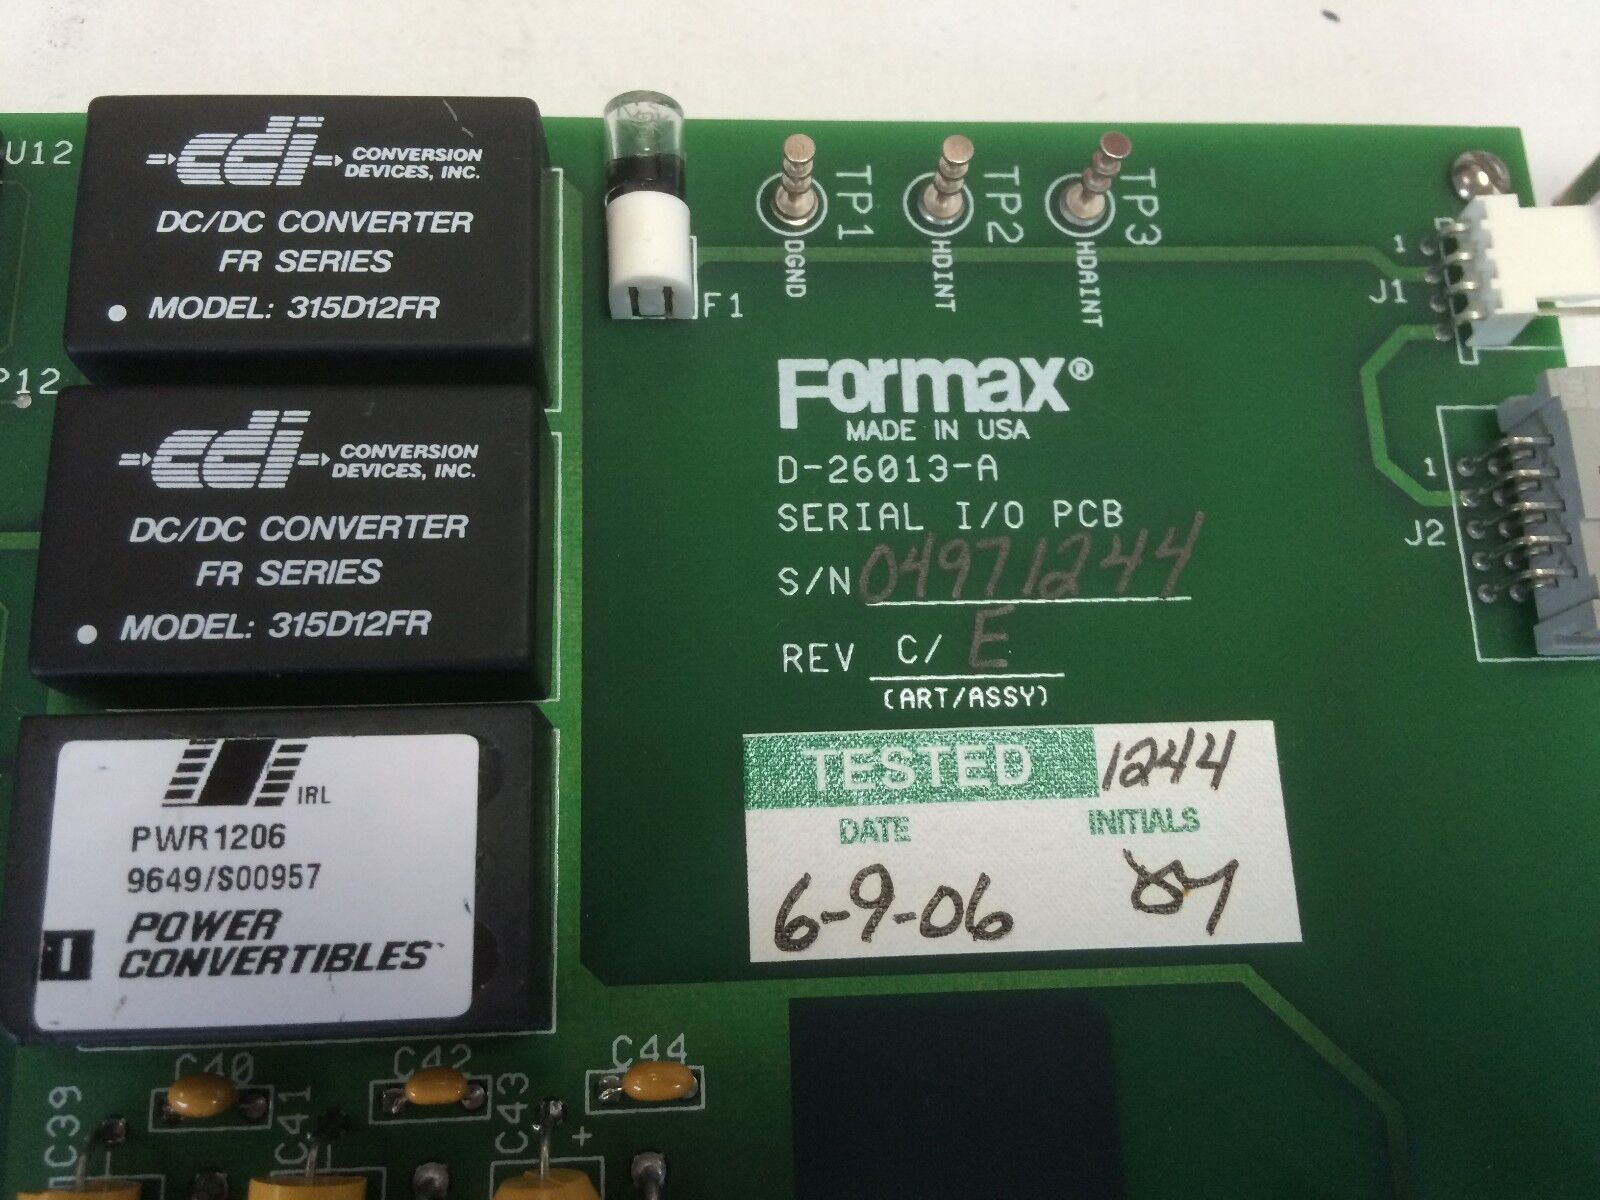 U12
cdi CONVERSION
DEVICES, INC.
DC/DC CONVERTER
FR SERIES
MODEL: 315D12FR
P12
cdi CONVERSION
DEVICES, INC.
DC/DC CONVERTER
FR SERIES
MODEL: 315D12FR
IRL
PWR1206
9649/S00957
POWER
CONVERTIBLES
F1
TP1
DGND
TP2
HDINT
TP3
HDAINT
1
J1
1
J2
Formax®
MADE IN USA
D-26013-A
SERIAL I/O PCB
S/N 04971244
REV C/ E
(ART/ASSY)
TESTED 1244
DATE INITIALS
6-9-06
C40
C42
C44
C39
C41
C43
+